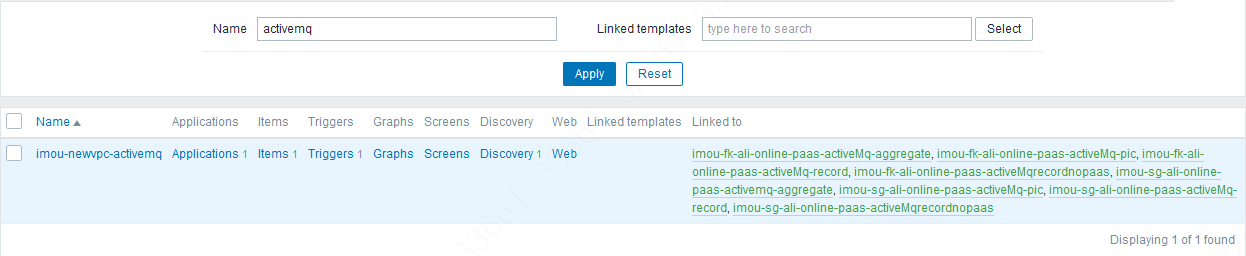 Name activemq Linked templates type here to search Select
Apply Reset
Name Applications Items Triggers Graphs Screens Discovery Web Linked templates Linked to
imou-newvpc-activemq Applications 1 Items 1 Triggers 1 Graphs Screens Discovery 1 Web imou-fk-ali-online-paas-activeMq-aggregate, imou-fk-ali-online-paas-activeMq-pic, imou-fk-ali-
online-paas-activeMq-record, imou-fk-ali-online-paas-activeMqrecordnopaas, imou-sg-ali-online-
paas-activemq-aggregate, imou-sg-ali-online-paas-activeMq-pic, imou-sg-ali-online-paas-activeMq-
record, imou-sg-ali-online-paas-activeMqrecordnopaas
Displaying 1 of 1 found